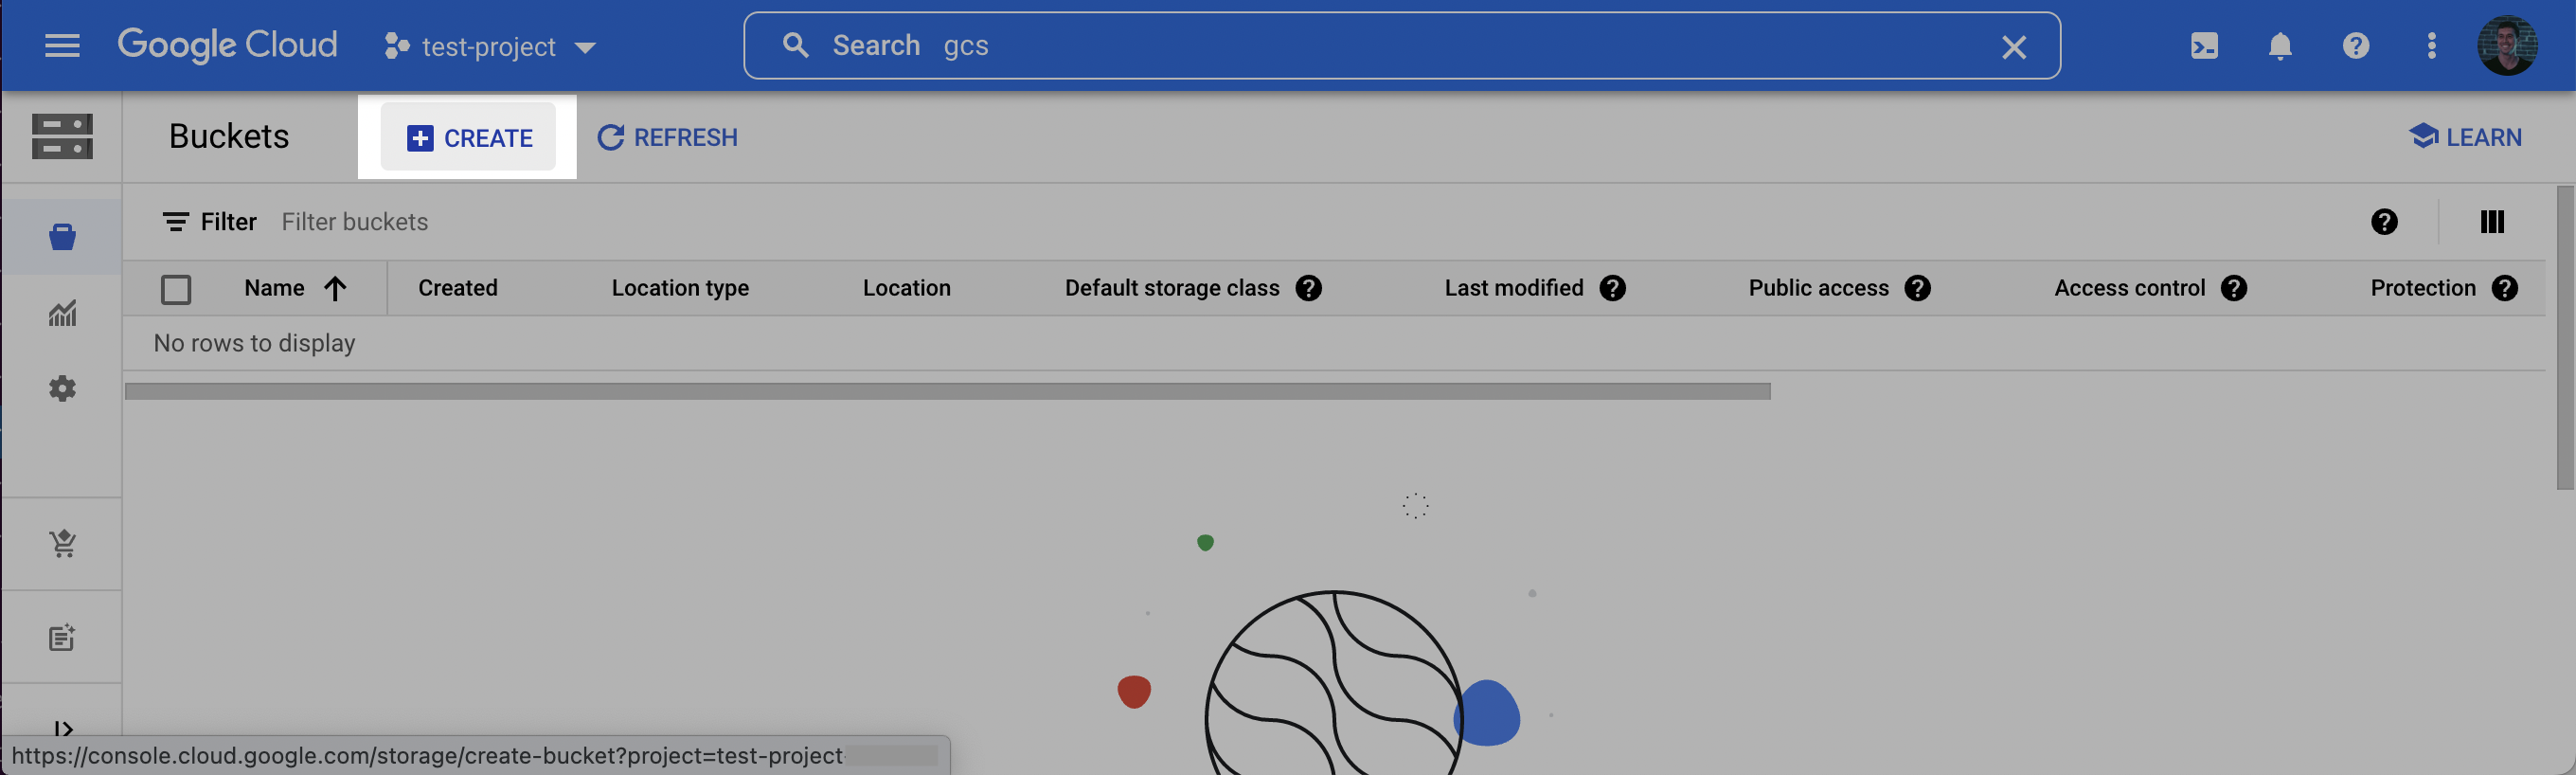 Google Cloud test-project Search gcs
Buckets CREATE REFRESH LEARN
Filter Filter buckets
Name Created Location type Location Default storage class Last modified Public access Access control Protection
No rows to display
https://console.cloud.google.com/storage/create-bucket?project=test-project-